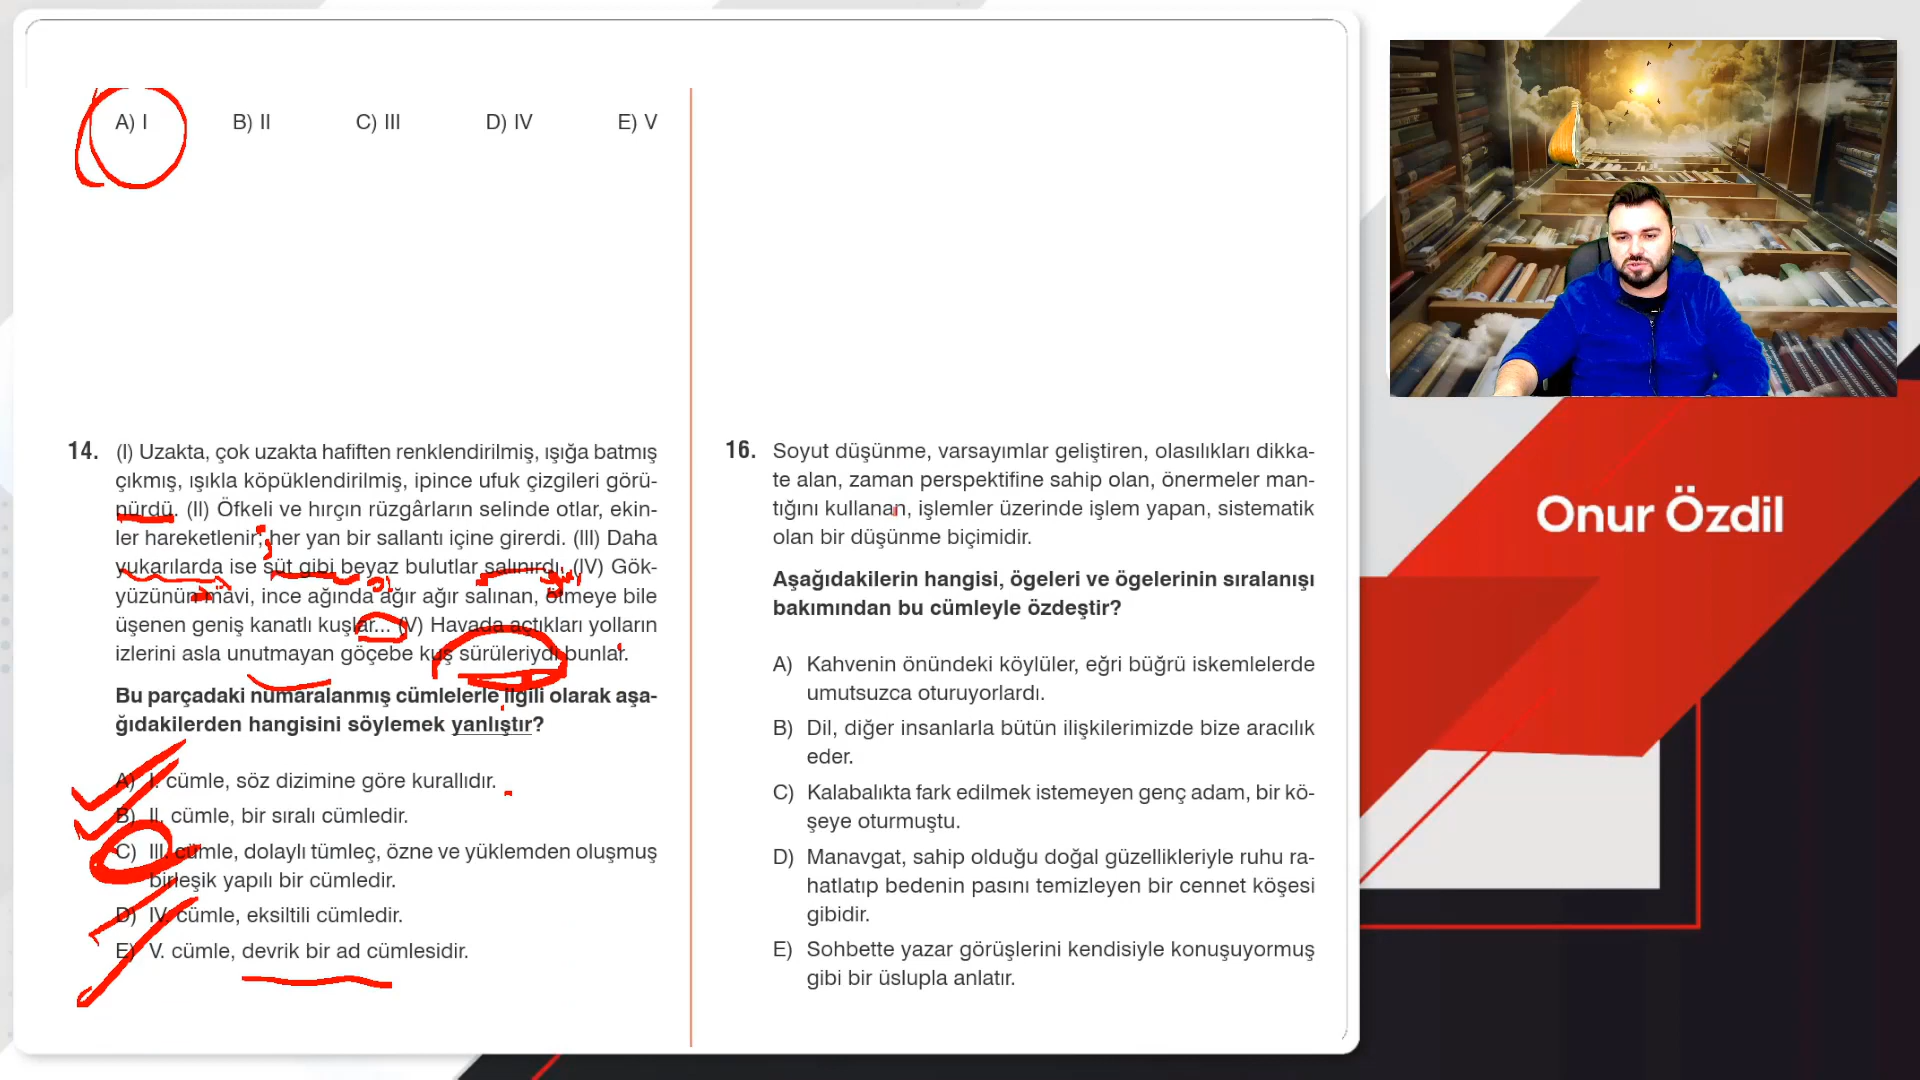 A) I B) II C) III D) IV E) V
14. (I) Uzakta, çok uzakta hafiften renklendirilmiş, ışığa batmış
çıkmış, ışıkla köpüklendirilmiş, ipince ufuk çizgileri görü-
nürdü. (II) Öfkeli ve hırçın rüzgârların selinde otlar, ekin-
ler hareketlenir; her yan bir sallantı içine girerdi. (III) Daha
yukarılarda ise süt gibi beyaz bulutlar salınırdı. (IV) Gök-
yüzünün mavi, ince ağında ağır ağır salınan, ötmeye bile
üşenen geniş kanatlı kuşlar... (V) Havada açtıkları yolların
izlerini asla unutmayan göçebe kuş sürüleriydi bunlar.
Bu parçadaki numaralanmış cümlelerle ilgili olarak aşa-
ğıdakilerden hangisini söylemek yanlıştır?
A) I. cümle, söz dizimine göre kurallıdır.
B) II. cümle, bir sıralı cümledir.
C) III. cümle, dolaylı tümleç, özne ve yüklemden oluşmuş
birleşik yapılı bir cümledir.
D) IV. cümle, eksiltili cümledir.
E) V. cümle, devrik bir ad cümlesidir.
16. Soyut düşünme, varsayımlar geliştiren, olasılıkları dikka-
te alan, zaman perspektifine sahip olan, önermeler man-
tığını kullanan, işlemler üzerinde işlem yapan, sistematik
olan bir düşünme biçimidir.
Aşağıdakilerin hangisi, ögeleri ve ögelerinin sıralanışı
bakımından bu cümleyle özdeştir?
A) Kahvenin önündeki köylüler, eğri büğrü iskemlelerde
umutsuzca oturuyorlardı.
B) Dil, diğer insanlarla bütün ilişkilerimizde bize aracılık
eder.
C) Kalabalıkta fark edilmek istemeyen genç adam, bir kö-
şeye oturmuştu.
D) Manavgat, sahip olduğu doğal güzellikleriyle ruhu ra-
hatlatıp bedenin pasını temizleyen bir cennet köşesi
gibidir.
E) Sohbette yazar görüşlerini kendisiyle konuşuyormuş
gibi bir üslupla anlatır.
Onur Özdil